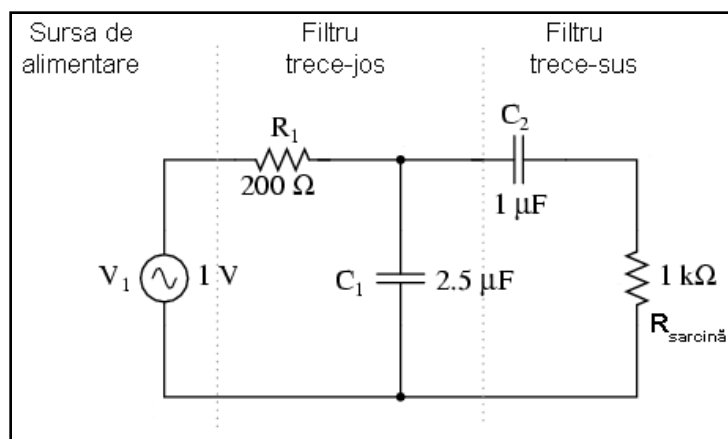 Sursa de
alimentare
Filtru
trece-jos
Filtru
trece-sus
R1
200 Ω
C2
1 μF
V1
1 V
C1
2.5 μF
1 kΩ
Rsarcină